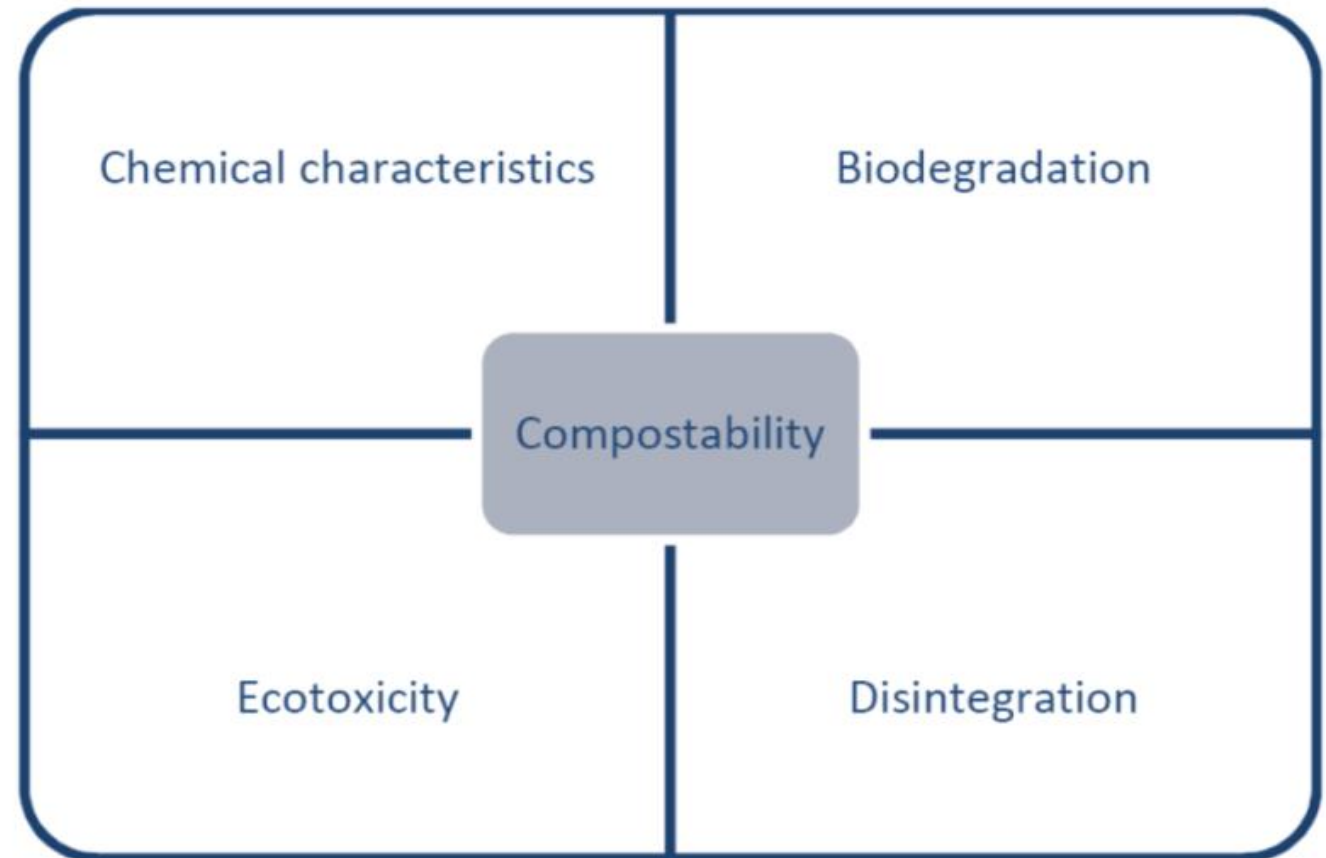 Chemical characteristics
Biodegradation
Compostability
Ecotoxicity
Disintegration